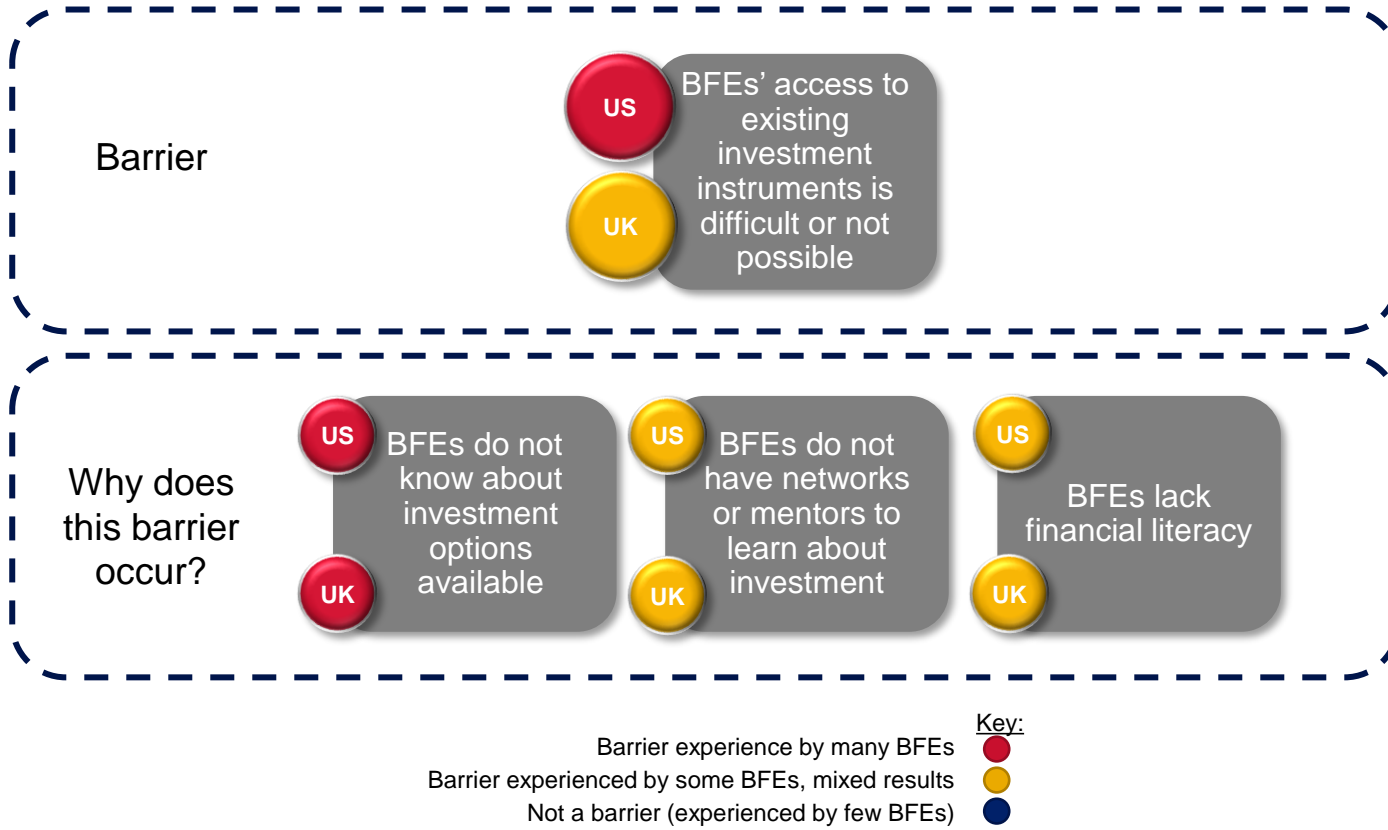 Barrier
US
UK
BFEs’ access to
existing
investment
instruments is
difficult or not
possible
Why does
this barrier
occur?
US
UK
BFEs do not
know about
investment
options
available
US
UK
BFEs do not
have networks
or mentors to
learn about
investment
US
UK
BFEs lack
financial literacy
Key:
Barrier experience by many BFEs
Barrier experienced by some BFEs, mixed results
Not a barrier (experienced by few BFEs)